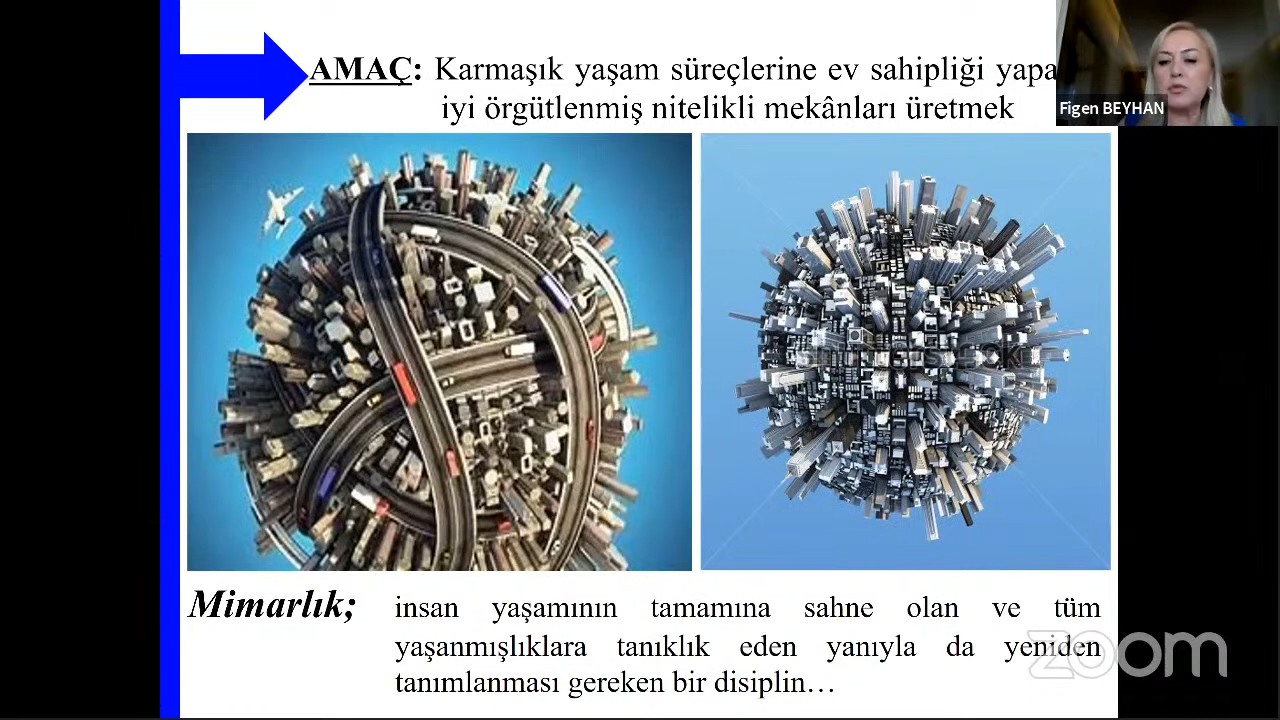 AMAÇ: Karmaşık yaşam süreçlerine ev sahipliği yapa
iyi örgütlenmiş nitelikli mekânları üretmek
Figen BEYHAN
Mimarlık; insan yaşamının tamamına sahne olan ve tüm
yaşanmışlıklara tanıklık eden yanıyla da yeniden
tanımlanması gereken bir disiplin…
zoom